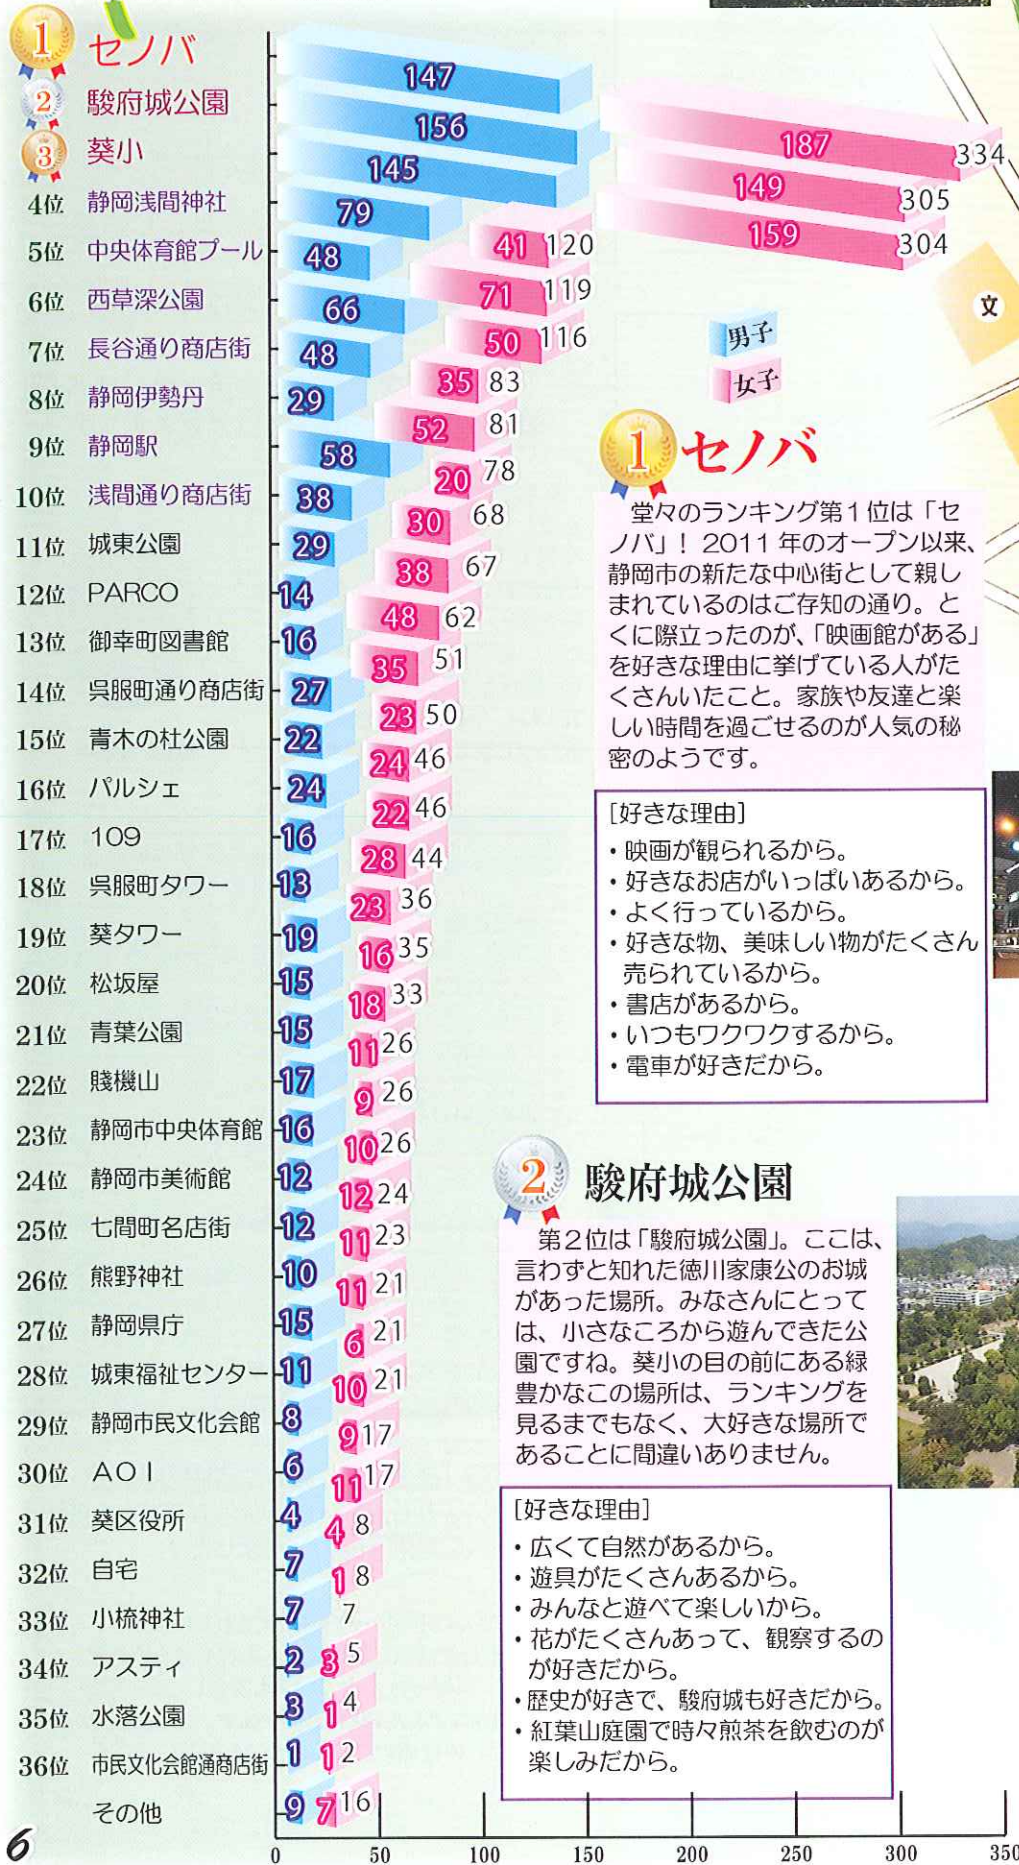 1 セノバ 147 187 334
2 駿府城公園 156 149 305
3 葵小 145 159 304
4位 静岡浅間神社 79 41 120
5位 中央体育館プール 48 71 119
6位 西草深公園 66 50 116
7位 長谷通り商店街 48 35 83
8位 静岡伊勢丹 29 52 81
9位 静岡駅 58 20 78
10位 浅間通り商店街 38 30 68
11位 城東公園 29 38 67
12位 PARCO 14 48 62
13位 御幸町図書館 16 35 51
14位 呉服町通り商店街 27 23 50
15位 青木の杜公園 22 24 46
16位 パルシェ 24 22 46
17位 109 16 28 44
18位 呉服町タワー 13 23 36
19位 葵タワー 19 16 35
20位 松坂屋 15 18 33
21位 青葉公園 15 11 26
22位 賤機山 17 9 26
23位 静岡市中央体育館 16 10 26
24位 静岡市美術館 12 12 24
25位 七間町名店街 12 11 23
26位 熊野神社 10 11 21
27位 静岡県庁 15 6 21
28位 城東福祉センター 11 10 21
29位 静岡市民文化会館 8 9 17
30位 AOI 6 11 17
31位 葵区役所 4 4 8
32位 自宅 7 1 8
33位 小梳神社 7 7
34位 アスティ 2 3 5
35位 水落公園 3 1 4
36位 市民文化会館通商店街 1 1 2
その他 9 7 16
0 50 100 150 200 250 300 350
6
文
男子
女子
1 セノバ
堂々のランキング第1位は「セ
ノバ」！ 2011年のオープン以来、
静岡市の新たな中心街として親し
まれているのはご存知の通り。と
くに際立ったのが、「映画館がある」
を好きな理由に挙げている人がた
くさんいたこと。家族や友達と楽
しい時間を過ごせるのが人気の秘
密のようです。
[好きな理由]
・映画が観られるから。
・好きなお店がいっぱいあるから。
・よく行っているから。
・好きな物、美味しい物がたくさん
売られているから。
・書店があるから。
・いつもワクワクするから。
・電車が好きだから。
2 駿府城公園
第2位は「駿府城公園」。ここは、
言わずと知れた徳川家康公のお城
があった場所。みなさんにとって
は、小さなころから遊んできた公
園ですね。葵小の目の前にある緑
豊かなこの場所は、ランキングを
見るまでもなく、大好きな場所で
あることに間違いありません。
[好きな理由]
・広くて自然があるから。
・遊具がたくさんあるから。
・みんなと遊べて楽しいから。
・花がたくさんあって、観察するの
が好きだから。
・歴史が好きで、駿府城も好きだから。
・紅葉山庭園で時々煎茶を飲むのが
楽しみだから。